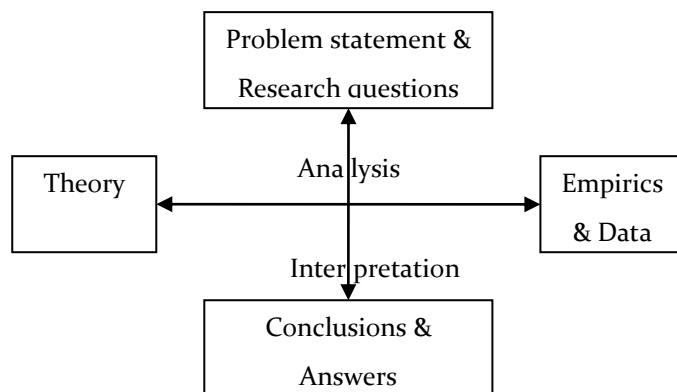 Problem statement &
Research questions
Theory
Analysis
Empirics
& Data
Interpretation
Conclusions &
Answers